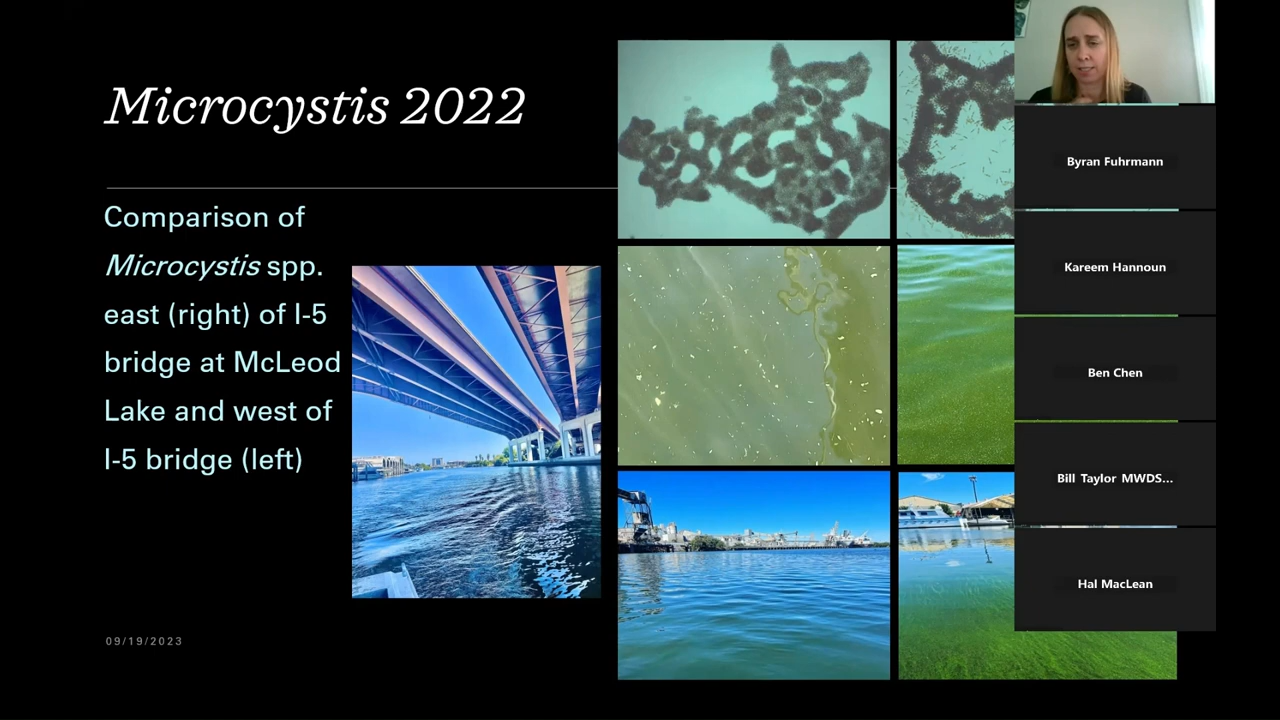 Microcystis 2022
Comparison of
Microcystis spp.
east (right) of I-5
bridge at McLeod
Lake and west of
I-5 bridge (left)
09/19/2023
Byran Fuhrmann
Kareem Hannoun
Ben Chen
Bill Taylor MWDS...
Hal MacLean